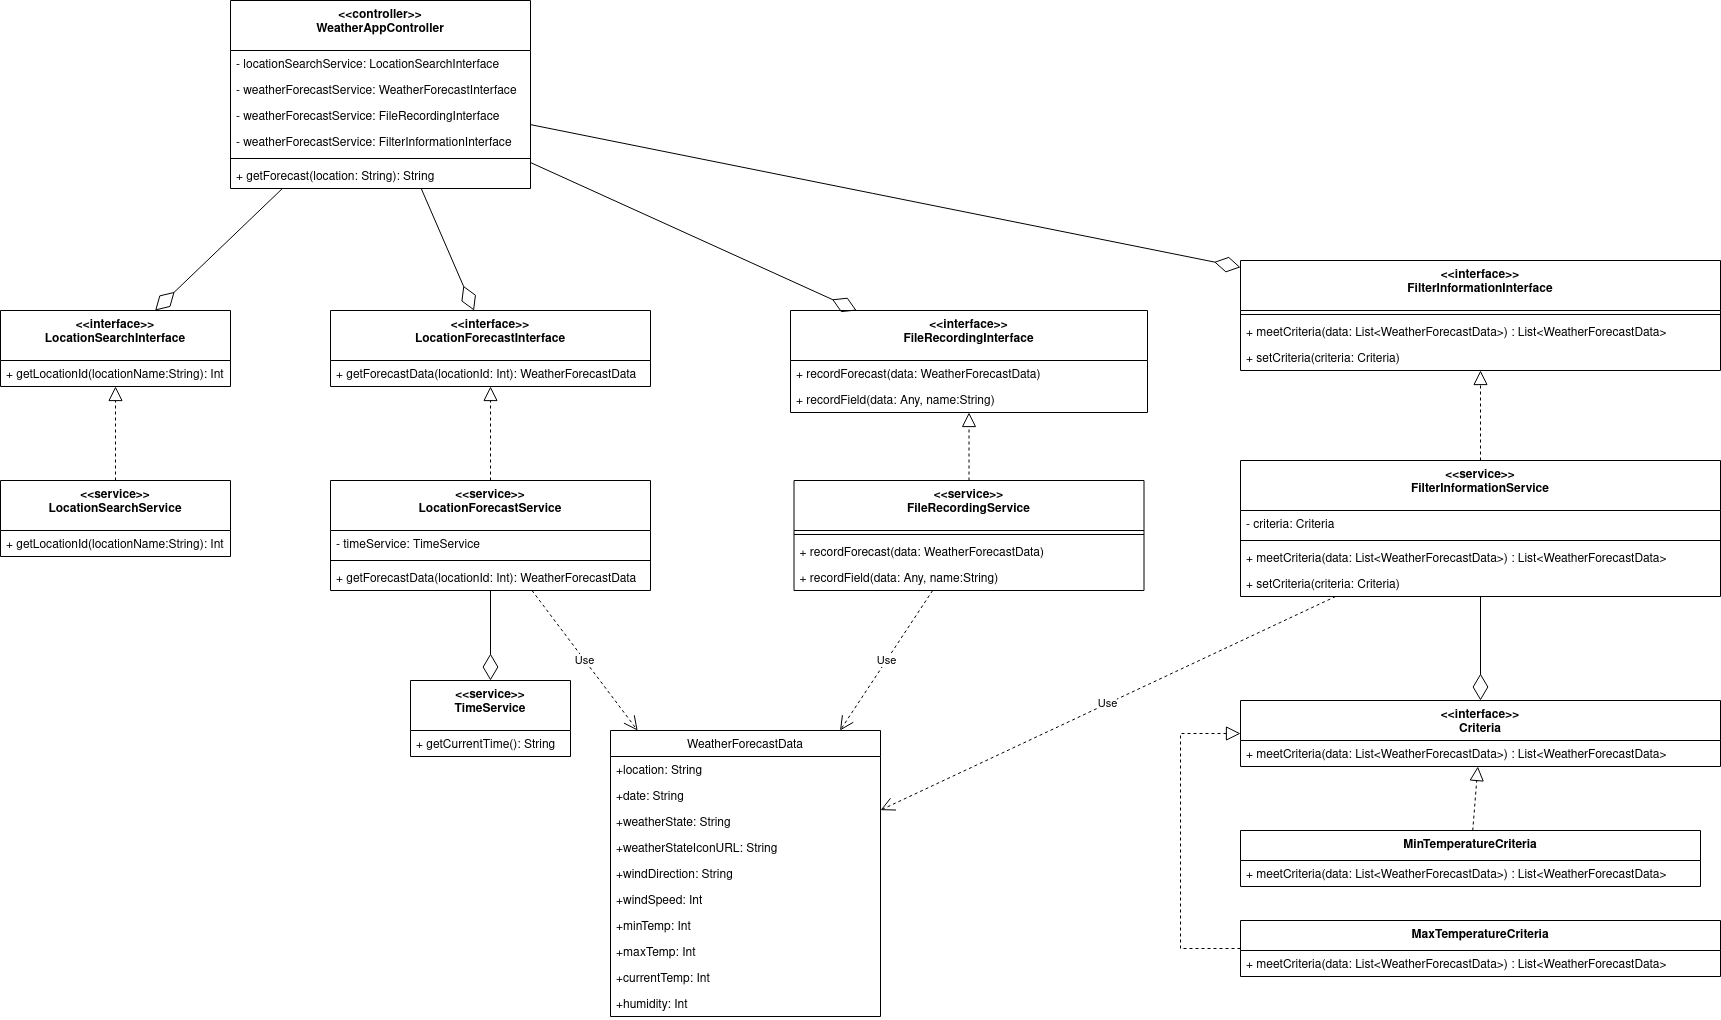 <<controller>>
WeatherAppController
- locationSearchService: LocationSearchInterface
- weatherForecastService: WeatherForecastInterface
- weatherForecastService: FileRecordingInterface
- weatherForecastService: FilterInformationInterface
+ getForecast(location: String): String
<<interface>>
LocationSearchInterface
+ getLocationId(locationName:String): Int
<<interface>>
LocationForecastInterface
+ getForecastData(locationId: Int): WeatherForecastData
<<interface>>
FileRecordingInterface
+ recordForecast(data: WeatherForecastData)
+ recordField(data: Any, name:String)
<<interface>>
FilterInformationInterface
+ meetCriteria(data: List<WeatherForecastData>) : List<WeatherForecastData>
+ setCriteria(criteria: Criteria)
<<service>>
LocationSearchService
+ getLocationId(locationName:String): Int
<<service>>
LocationForecastService
- timeService: TimeService
+ getForecastData(locationId: Int): WeatherForecastData
<<service>>
FileRecordingService
+ recordForecast(data: WeatherForecastData)
+ recordField(data: Any, name:String)
<<service>>
FilterInformationService
- criteria: Criteria
+ meetCriteria(data: List<WeatherForecastData>) : List<WeatherForecastData>
+ setCriteria(criteria: Criteria)
Use
Use
Use
<<service>>
TimeService
+ getCurrentTime(): String
WeatherForecastData
+location: String
+date: String
+weatherState: String
+weatherStateIconURL: String
+windDirection: String
+windSpeed: Int
+minTemp: Int
+maxTemp: Int
+currentTemp: Int
+humidity: Int
<<interface>>
Criteria
+ meetCriteria(data: List<WeatherForecastData>) : List<WeatherForecastData>
MinTemperatureCriteria
+ meetCriteria(data: List<WeatherForecastData>) : List<WeatherForecastData>
MaxTemperatureCriteria
+ meetCriteria(data: List<WeatherForecastData>) : List<WeatherForecastData>